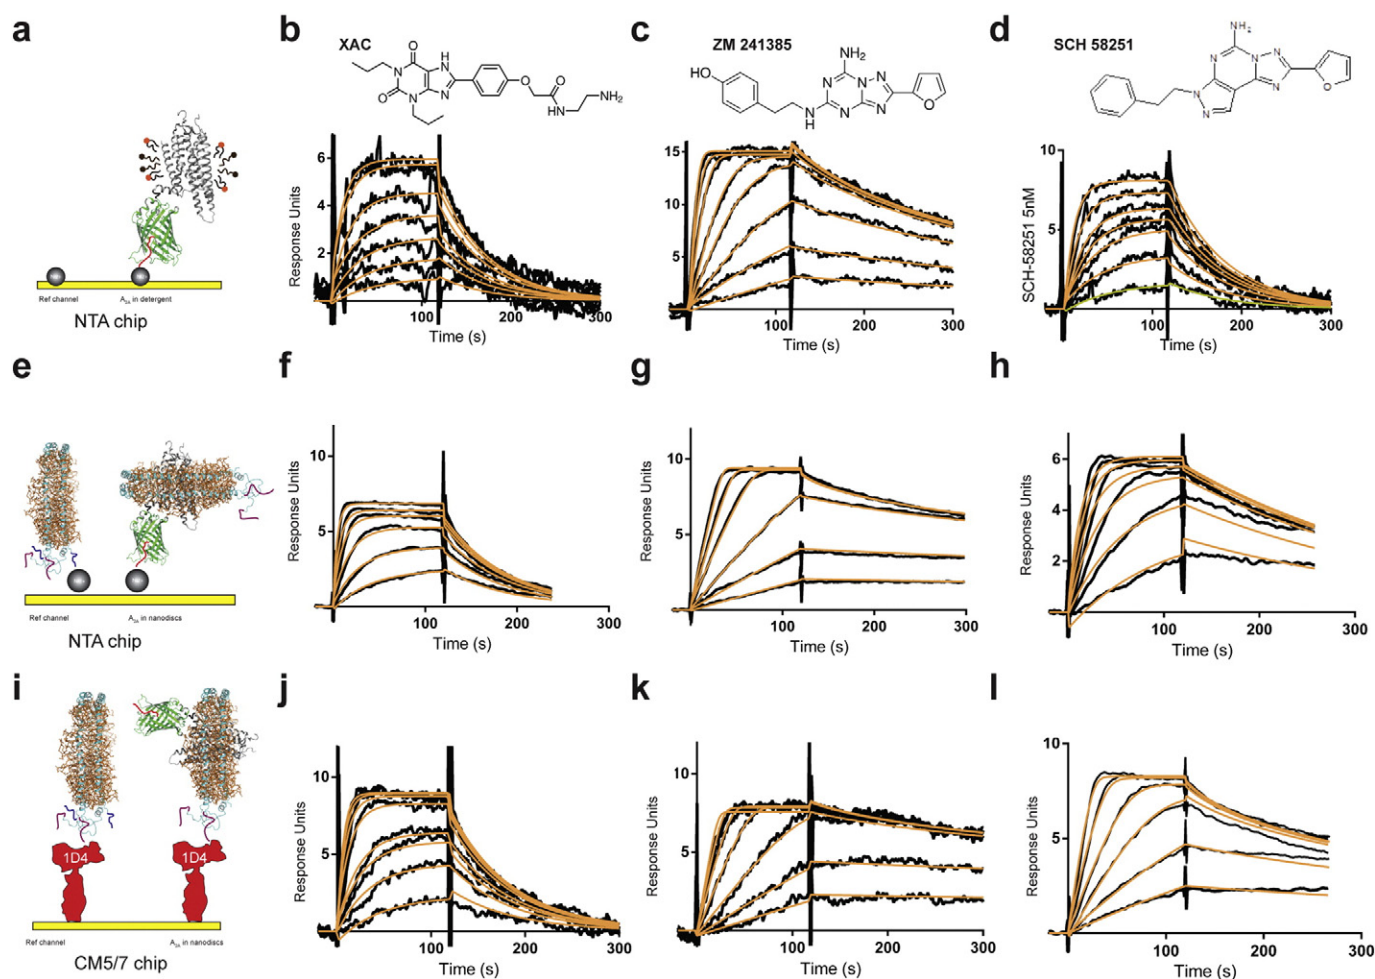 a
b
XAC
O
N
H
N
O
N
N
O
O
HN
NH₂
c
ZM 241385
HO
NH₂
N
N
N
N
N
N
H
O
d
SCH 58251
NH₂
N
N
N
N
N
N
O
Ref channel
A2A in detergent
NTA chip
Response Units
6
4
2
100
200
300
Time (s)
Response Units
15
10
5
100
200
300
Time (s)
SCH-58251 5nM
10
5
100
200
300
Time (s)
e
Ref channel
A2A in nanodiscs
NTA chip
f
Response Units
10
5
100
200
300
Time (s)
g
Response Units
10
5
100
200
300
Time (s)
h
Response Units
6
4
2
100
200
300
Time (s)
i
1D4
1D4
Ref channel
A2A in nanodiscs
CM5/7 chip
j
Response Units
10
5
100
200
300
Time (s)
k
Response Units
10
5
100
200
300
Time (s)
l
Response Units
10
5
100
200
300
Time (s)